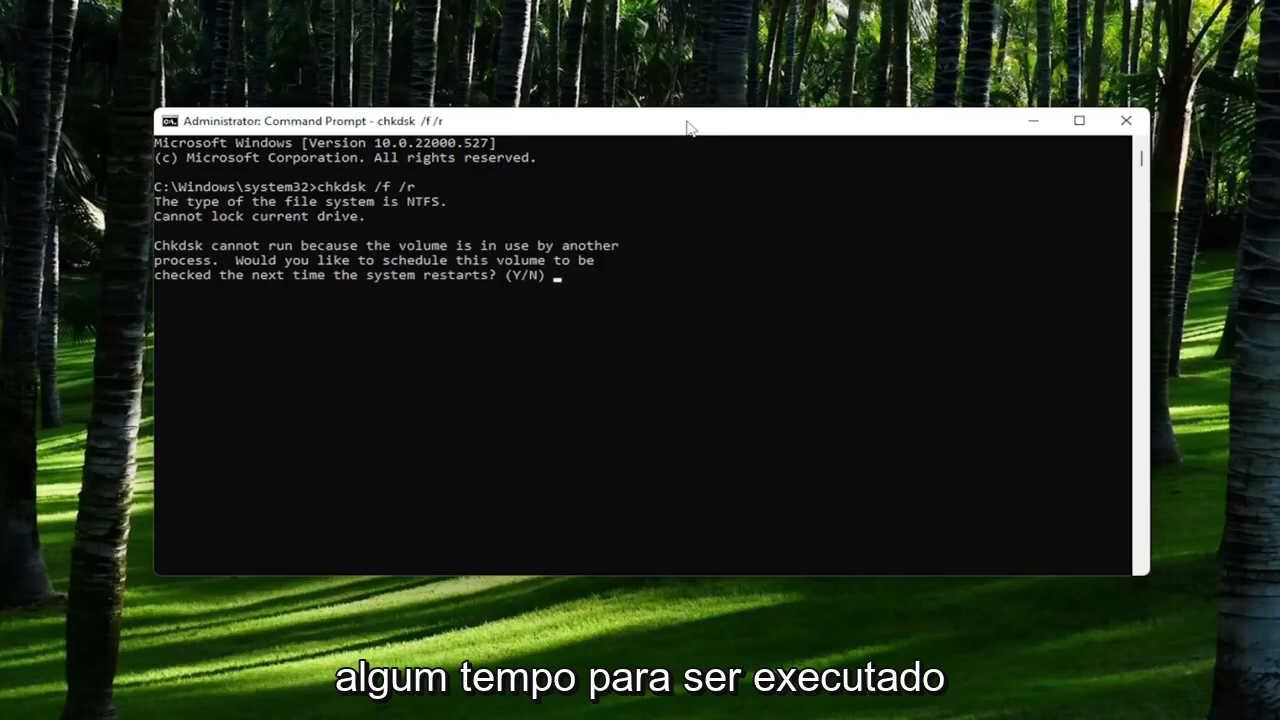 Administrator: Command Prompt - chkdsk /f /r
Microsoft Windows [Version 10.0.22000.527]
(c) Microsoft Corporation. All rights reserved.
C:\Windows\system32>chkdsk /f /r
The type of the file system is NTFS.
Cannot lock current drive.
Chkdsk cannot run because the volume is in use by another
process.  Would you like to schedule this volume to be
checked the next time the system restarts? (Y/N)
algum tempo para ser executado